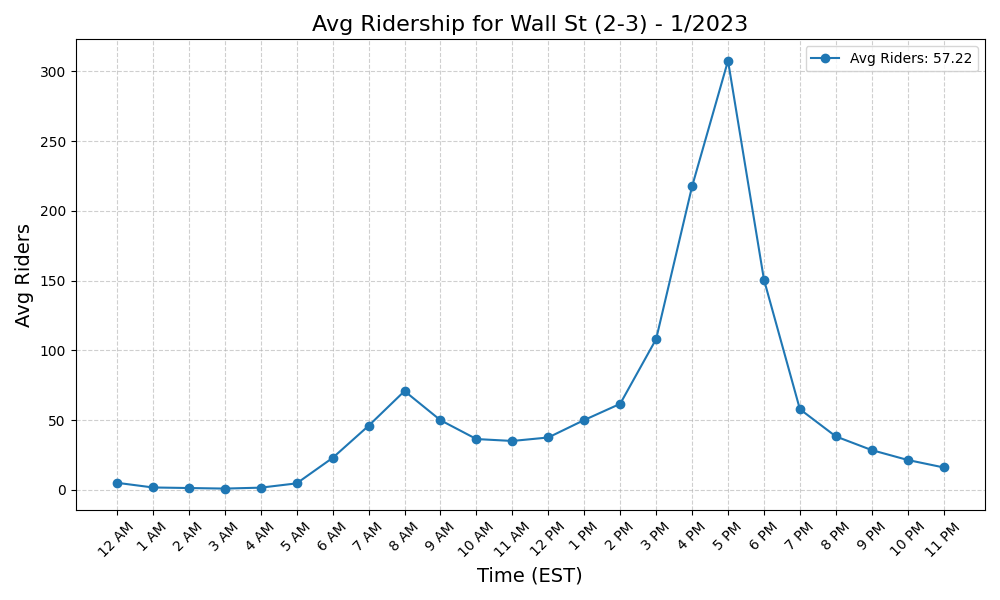 Avg Ridership for Wall St (2-3) - 1/2023
Avg Riders: 57.22
Avg Riders
300
250
200
150
100
50
0
12 AM
1 AM
2 AM
3 AM
4 AM
5 AM
6 AM
7 AM
8 AM
9 AM
10 AM
11 AM
12 PM
1 PM
2 PM
3 PM
4 PM
5 PM
6 PM
7 PM
8 PM
9 PM
10 PM
11 PM
Time (EST)